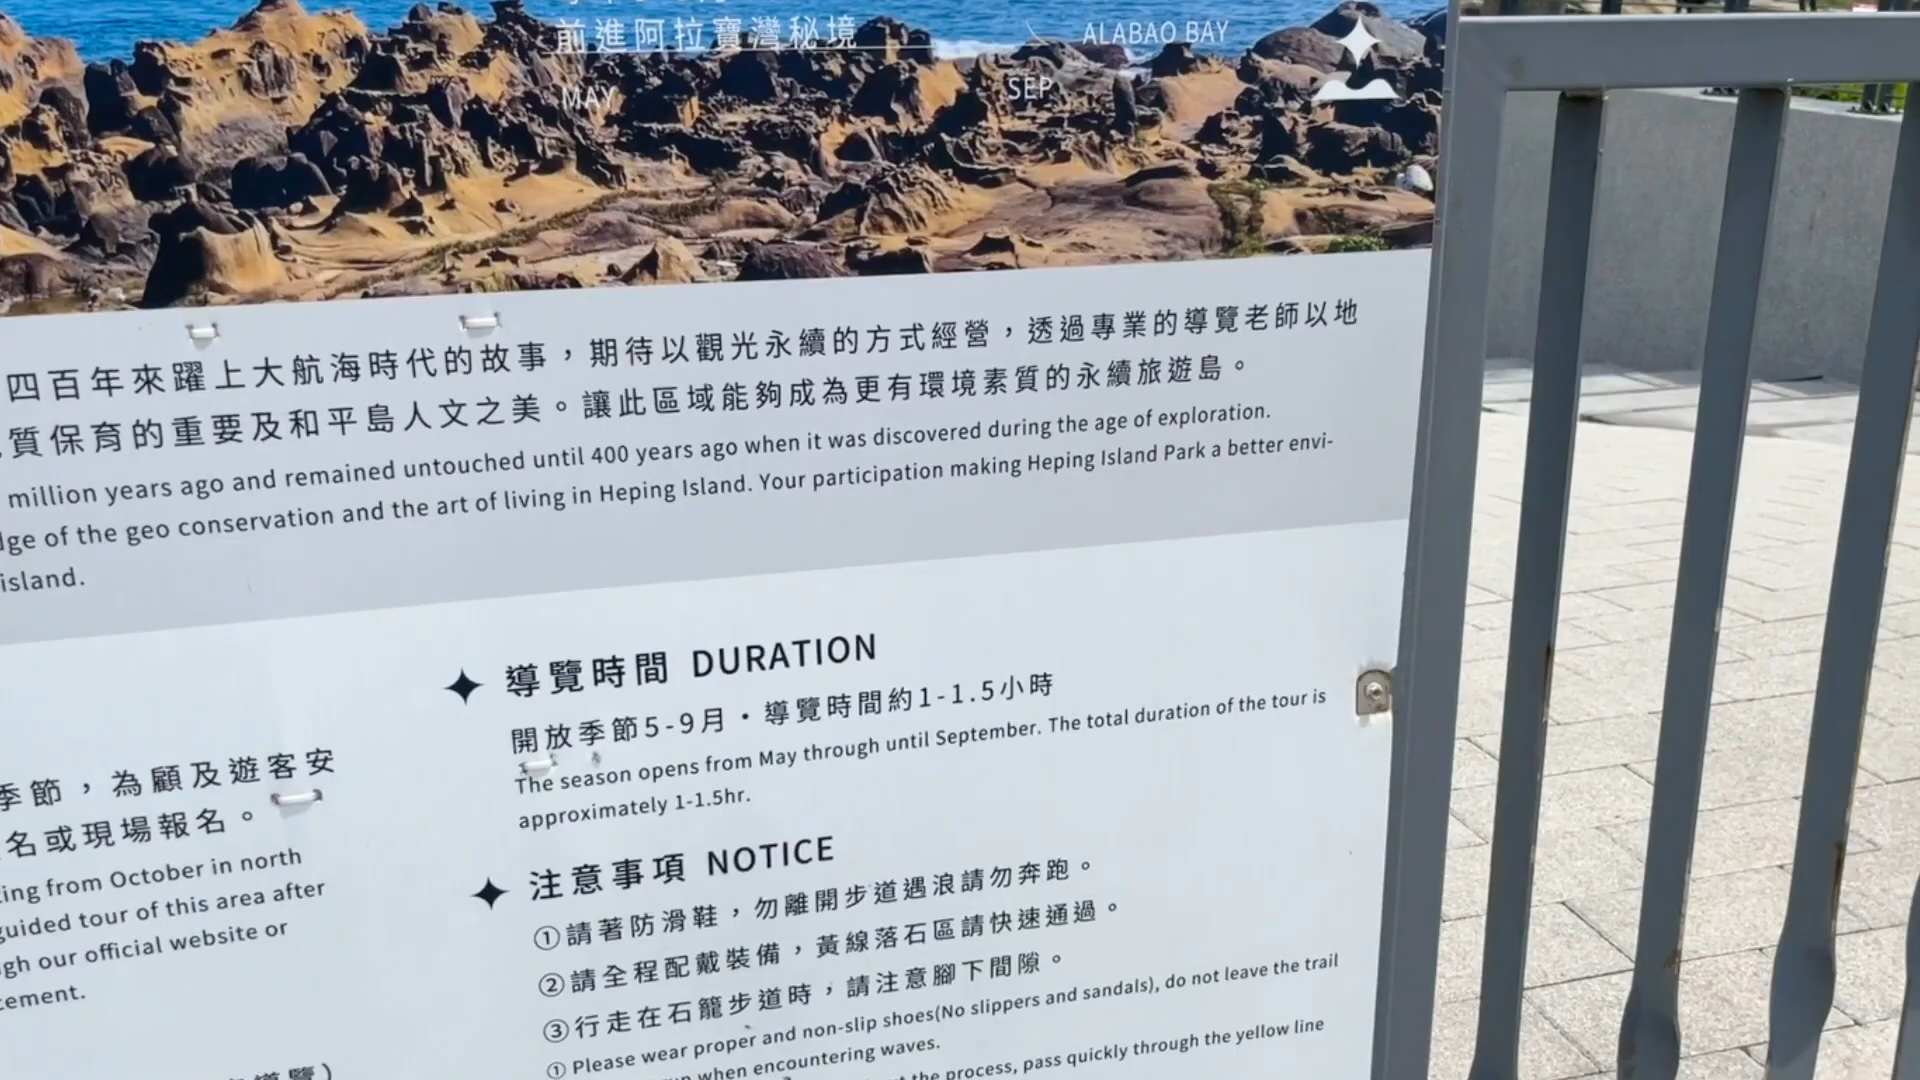 前進阿拉寶灣秘境
ALABAO BAY
MAY
SEP
四百年來躍上大航海時代的故事，期待以觀光永續的方式經營，透過專業的導覽老師以地
質保育的重要及和平島人文之美。讓此區域能夠成為更有環境素質的永續旅遊島。
million years ago and remained untouched until 400 years ago when it was discovered during the age of exploration.
of the geo conservation and the art of living in Heping Island. Your participation making Heping Island Park a better envi-
island.
季節，為顧及遊客安
名或現場報名。
from October in north
guided tour of this area after
our official website or
導覽時間 DURATION
開放季節5-9月・導覽時間約1-1.5小時
The season opens from May through until September. The total duration of the tour is
approximately 1-1.5hr.
注意事項 NOTICE
①請著防滑鞋，勿離開步道遇浪請勿奔跑。
②請全程配戴裝備，黃線落石區請快速通過。
③行走在石籠步道時，請注意腳下間隙。
① Please wear proper and non-slip shoes(No slippers and sandals), do not leave the trail
when encountering waves.
the process, pass quickly through the yellow line